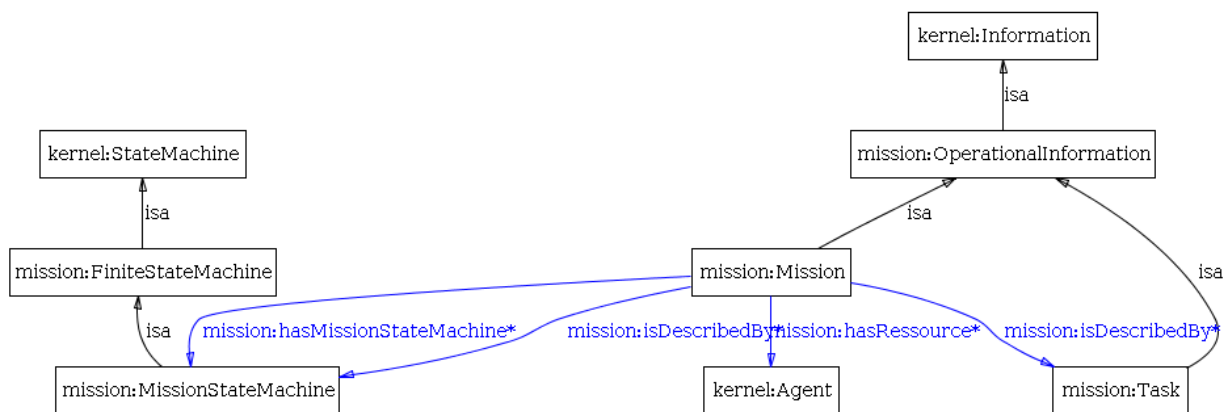 kernel:Information
isa
kernel:StateMachine
mission:OperationalInformation
isa
isa
mission:FiniteStateMachine
mission:Mission
isa
isa
mission:hasMissionStateMachine*
mission:isDescribedBy*
mission:hasRessource*
mission:isDescribedBy*
mission:MissionStateMachine
kernel:Agent
mission:Task